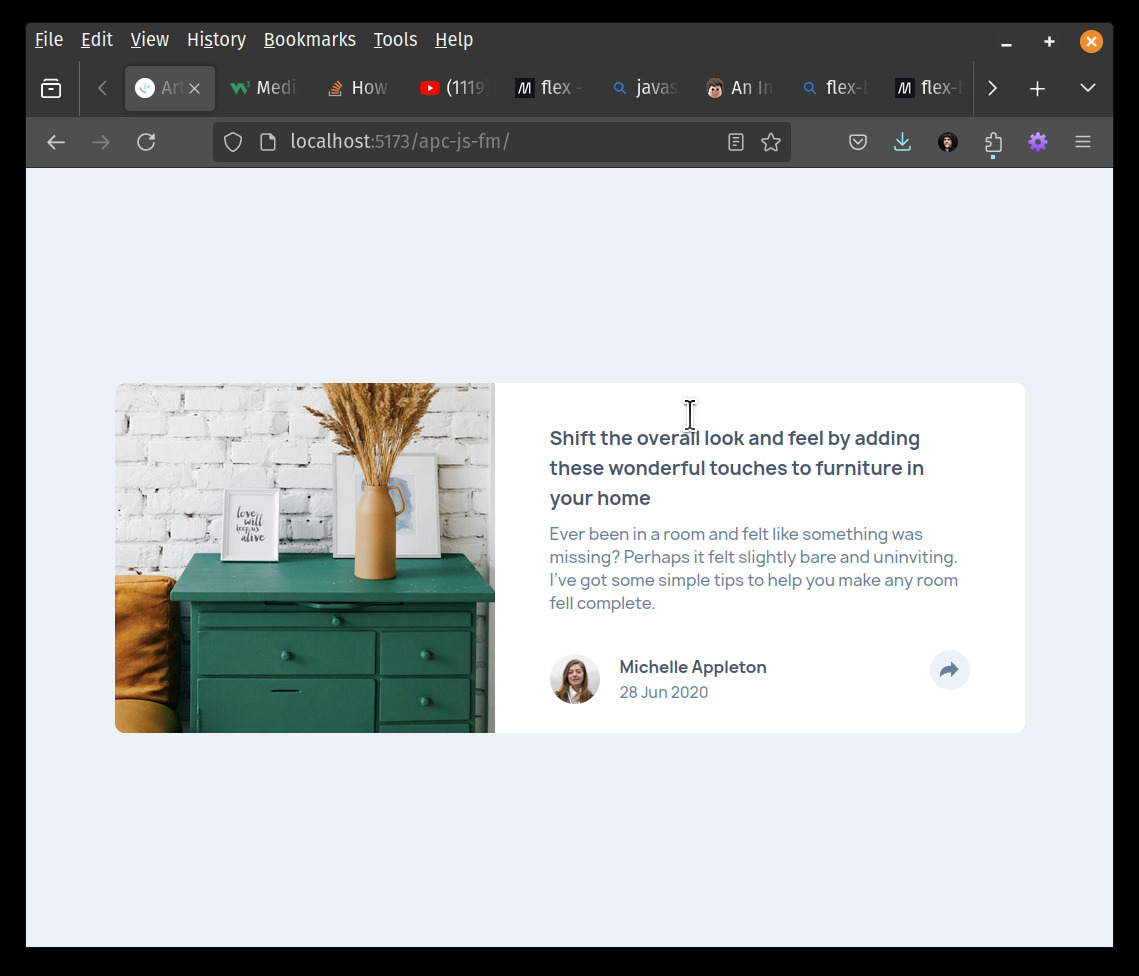 File Edit View History Bookmarks Tools Help
Art Medi How (1119 flex - javas An In flex- flex-
localhost:5173/apc-js-fm/
love
will
keep us
alive
Shift the overall look and feel by adding
these wonderful touches to furniture in
your home
Ever been in a room and felt like something was
missing? Perhaps it felt slightly bare and uninviting.
I’ve got some simple tips to help you make any room
fell complete.
Michelle Appleton
28 Jun 2020